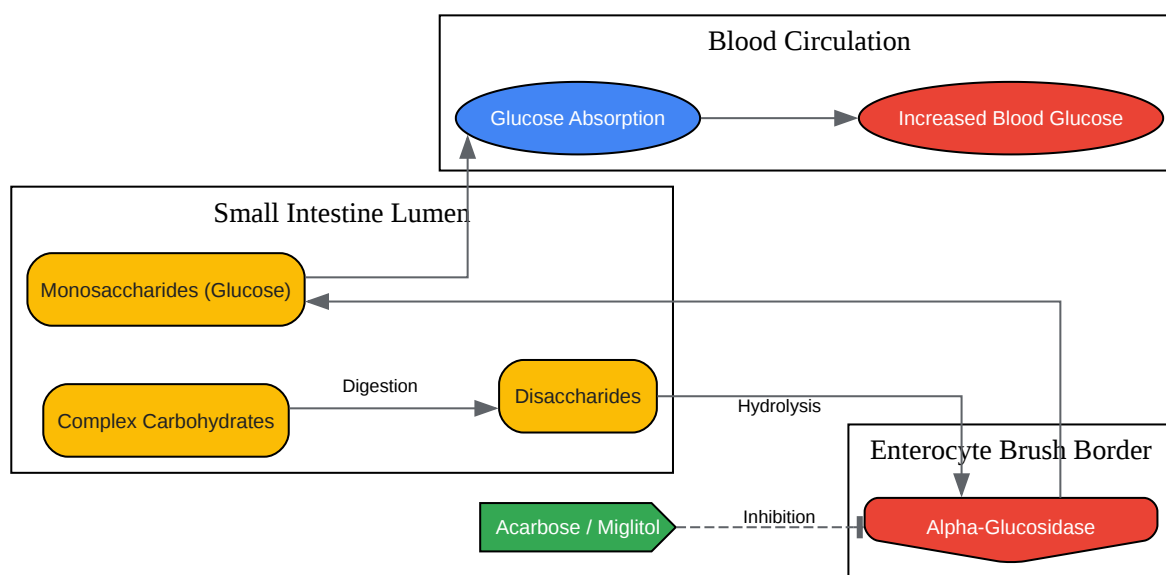 Blood Circulation
Glucose Absorption
Increased Blood Glucose
Small Intestine Lumen
Monosaccharides (Glucose)
Complex Carbohydrates
Digestion
Disaccharides
Hydrolysis
Enterocyte Brush Border
Acarbose / Miglitol
Inhibition
Alpha-Glucosidase